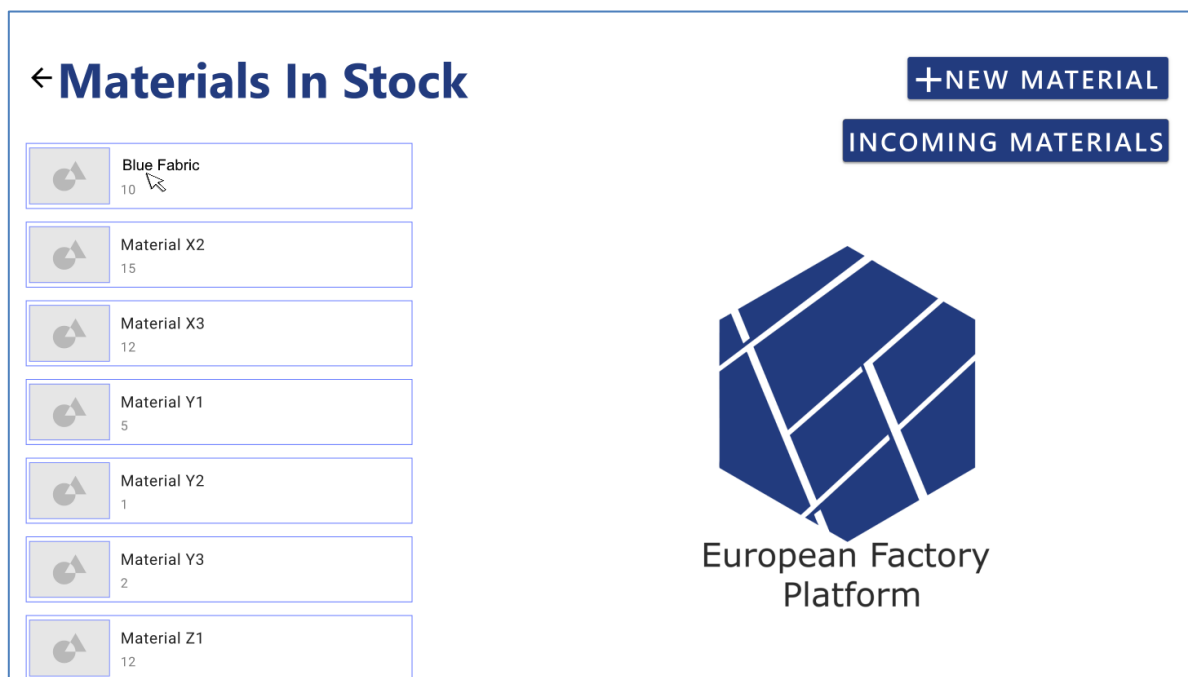 Materials In Stock
+NEW MATERIAL
INCOMING MATERIALS
Blue Fabric
10
Material X2
15
Material X3
12
Material Y1
5
Material Y2
1
Material Y3
2
Material Z1
12
European Factory
Platform